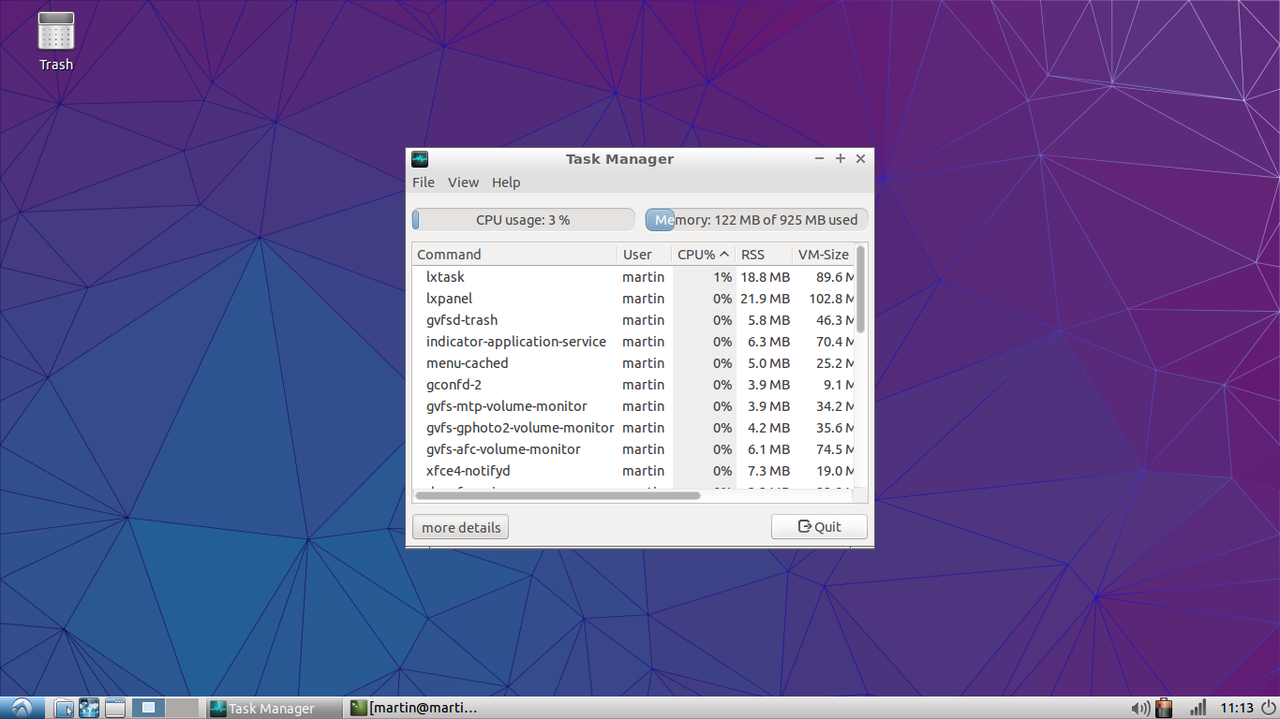 Trash
Task Manager
File View Help
CPU usage: 3 % Memory: 122 MB of 925 MB used
Command User CPU% RSS VM-Size
lxtask martin 1% 18.8 MB 89.6 M
lxpanel martin 0% 21.9 MB 102.8 M
gvfsd-trash martin 0% 5.8 MB 46.3 M
indicator-application-service martin 0% 6.3 MB 70.4 M
menu-cached martin 0% 5.0 MB 25.2 M
gconfd-2 martin 0% 3.9 MB 9.1 M
gvfs-mtp-volume-monitor martin 0% 3.9 MB 34.2 M
gvfs-gphoto2-volume-monitor martin 0% 4.2 MB 35.6 M
gvfs-afc-volume-monitor martin 0% 6.1 MB 74.5 M
xfce4-notifyd martin 0% 7.3 MB 19.0 M
more details Quit
Task Manager [martin@marti... 11:13